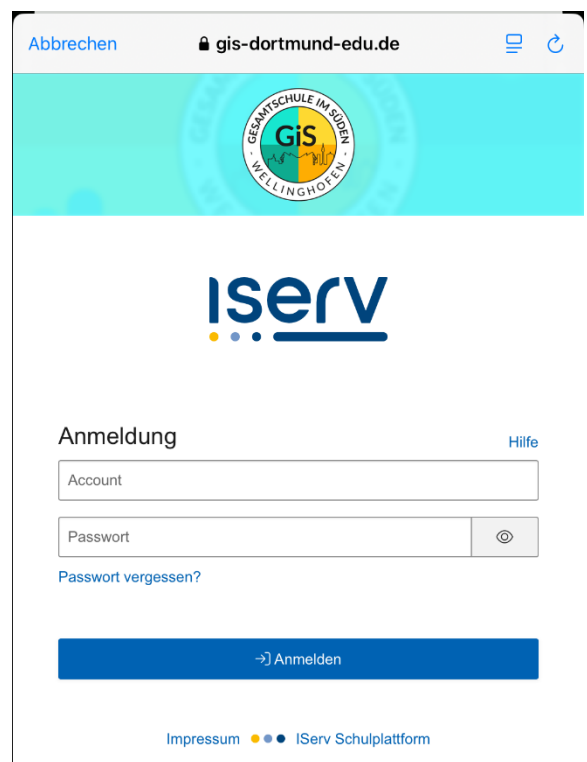 Abbrechen gis-dortmund-edu.de
GESAMTSCHULE IM SÜDEN
GiS
WELLINGHOFEN
Iserv
Anmeldung Hilfe
Account
Passwort
Passwort vergessen?
Anmelden
Impressum IServ Schulplattform